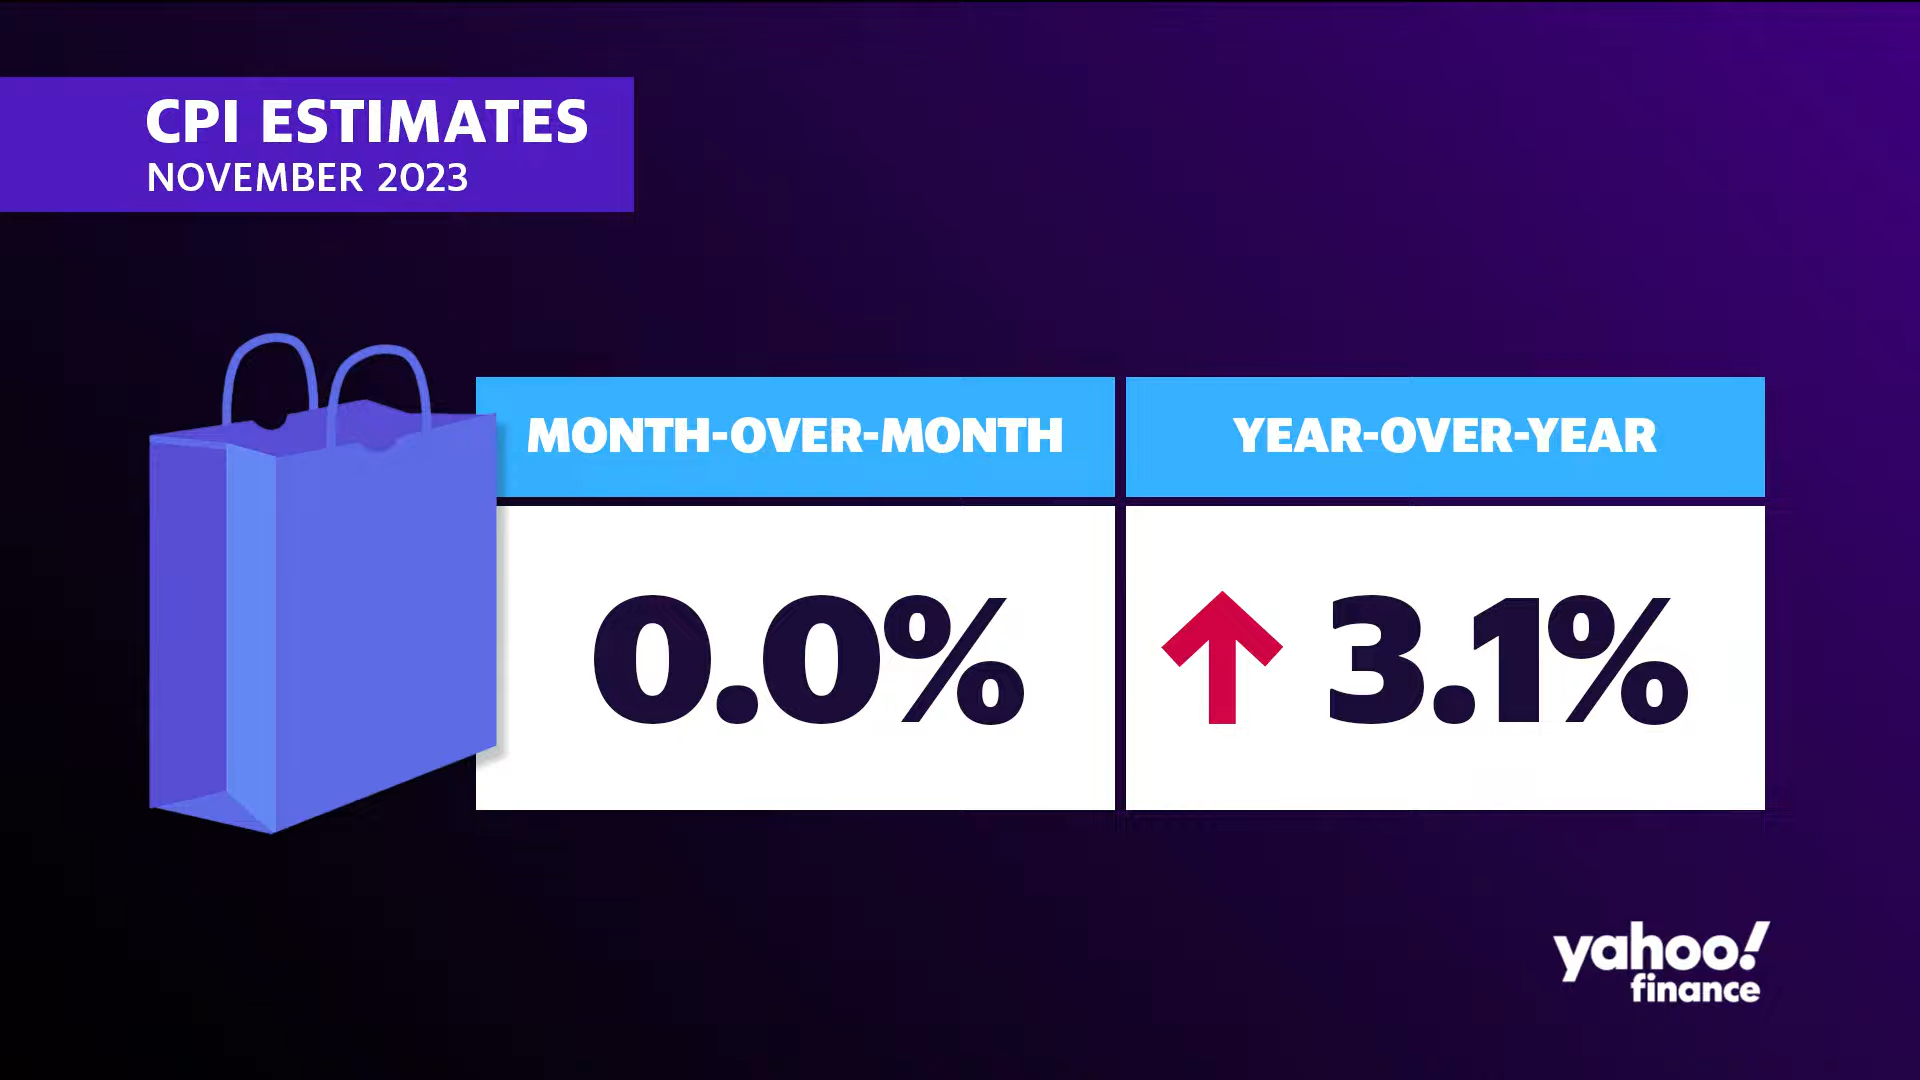 CPI ESTIMATES
NOVEMBER 2023
MONTH-OVER-MONTH
YEAR-OVER-YEAR
0.0%
3.1%
yahoo!
finance